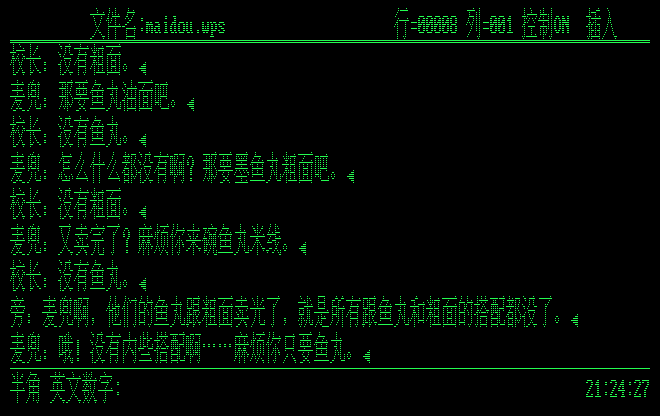 文件名:maidou.wps 行=00008 列=001 控制ON 插入
校长：没有粗面。
麦兜：那要鱼丸油面吧。
校长：没有鱼丸。
麦兜：怎么什么都没有啊？那要墨鱼丸粗面吧。
校长：没有粗面。
麦兜：又卖完了？麻烦你来碗鱼丸米线。
校长：没有鱼丸。
旁：麦兜啊，他们的鱼丸跟粗面卖光了，就是所有跟鱼丸和粗面的搭配都没了。
麦兜：哦！没有内些搭配啊……麻烦你只要鱼丸。
半角 英文数字: 21:24:27